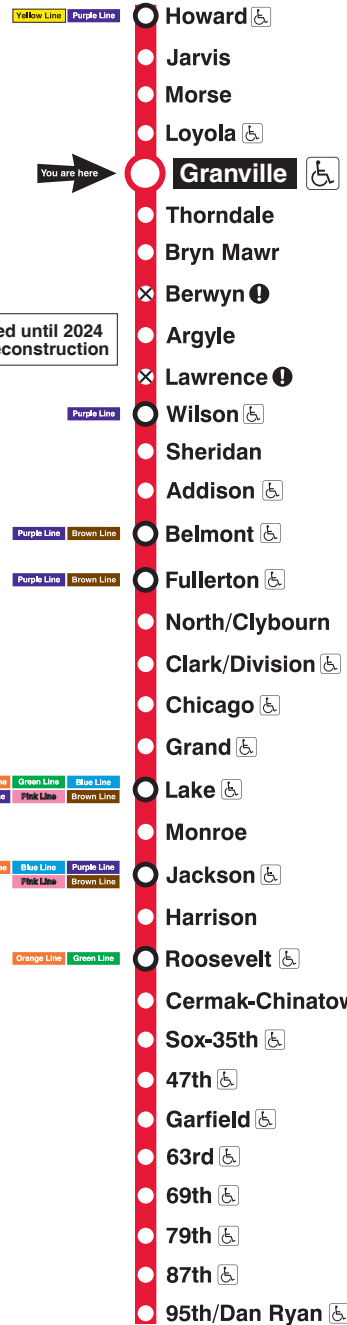 Yellow Line Purple Line Howard
Jarvis
Morse
Loyola
You are here Granville
Thorndale
Bryn Mawr
Berwyn !
until 2024
Argyle
Lawrence !
Purple Line Wilson
Sheridan
Addison
Purple Line Brown Line Belmont
Purple Line Brown Line Fullerton
North/Clybourn
Clark/Division
Chicago
Grand
Green Line Blue Line
Pink Line Brown Line
Lake
Monroe
Blue Line Purple Line
Pink Line Brown Line
Jackson
Harrison
Orange Line Green Line Roosevelt
Cermak-Chinatow
Sox-35th
47th
Garfield
63rd
69th
79th
87th
95th/Dan Ryan